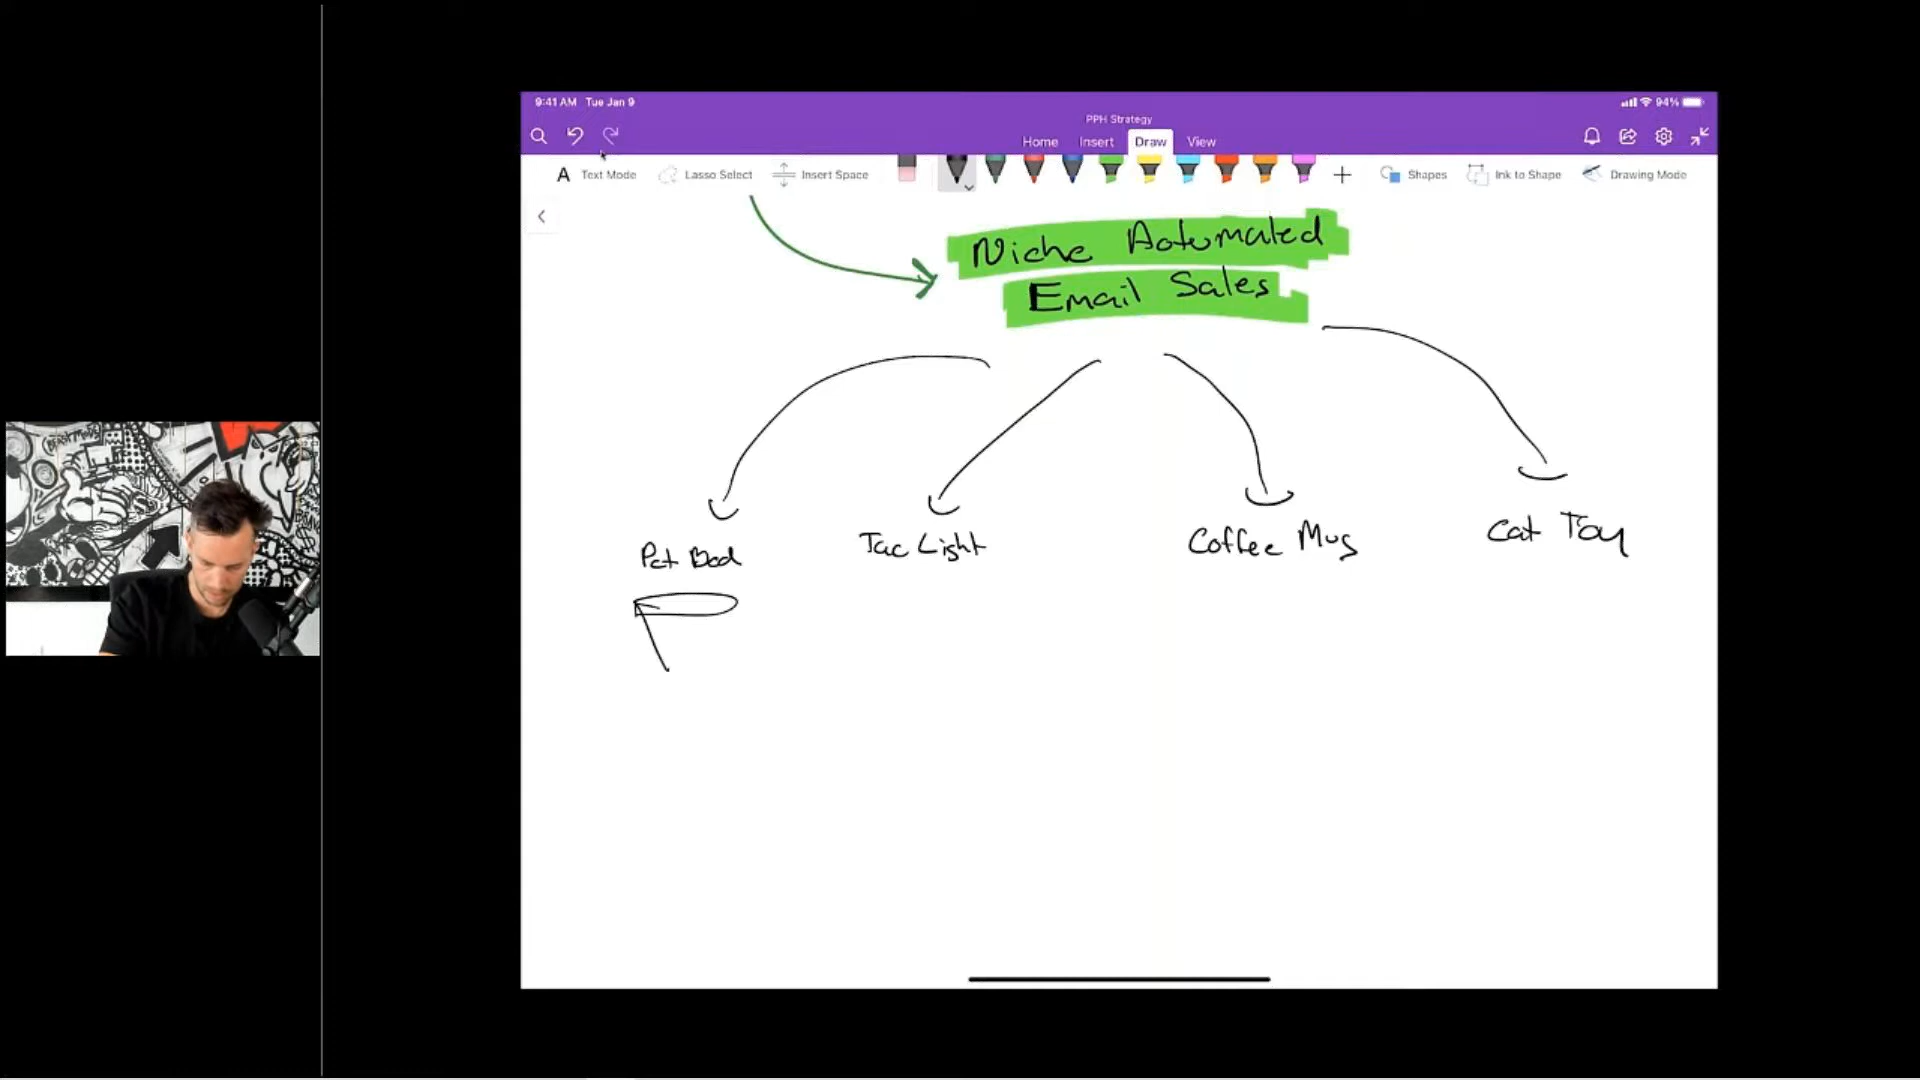 9:41 AM Tue Jan 9
94%
PPH Strategy
Home Insert Draw View
A Text Mode Lasso Select Insert Space Shapes Ink to Shape Drawing Mode
Niche Automated
Email Sales
Pet Bed
Tac Light
Coffee Mug
Cat Toy
BEASTMODE